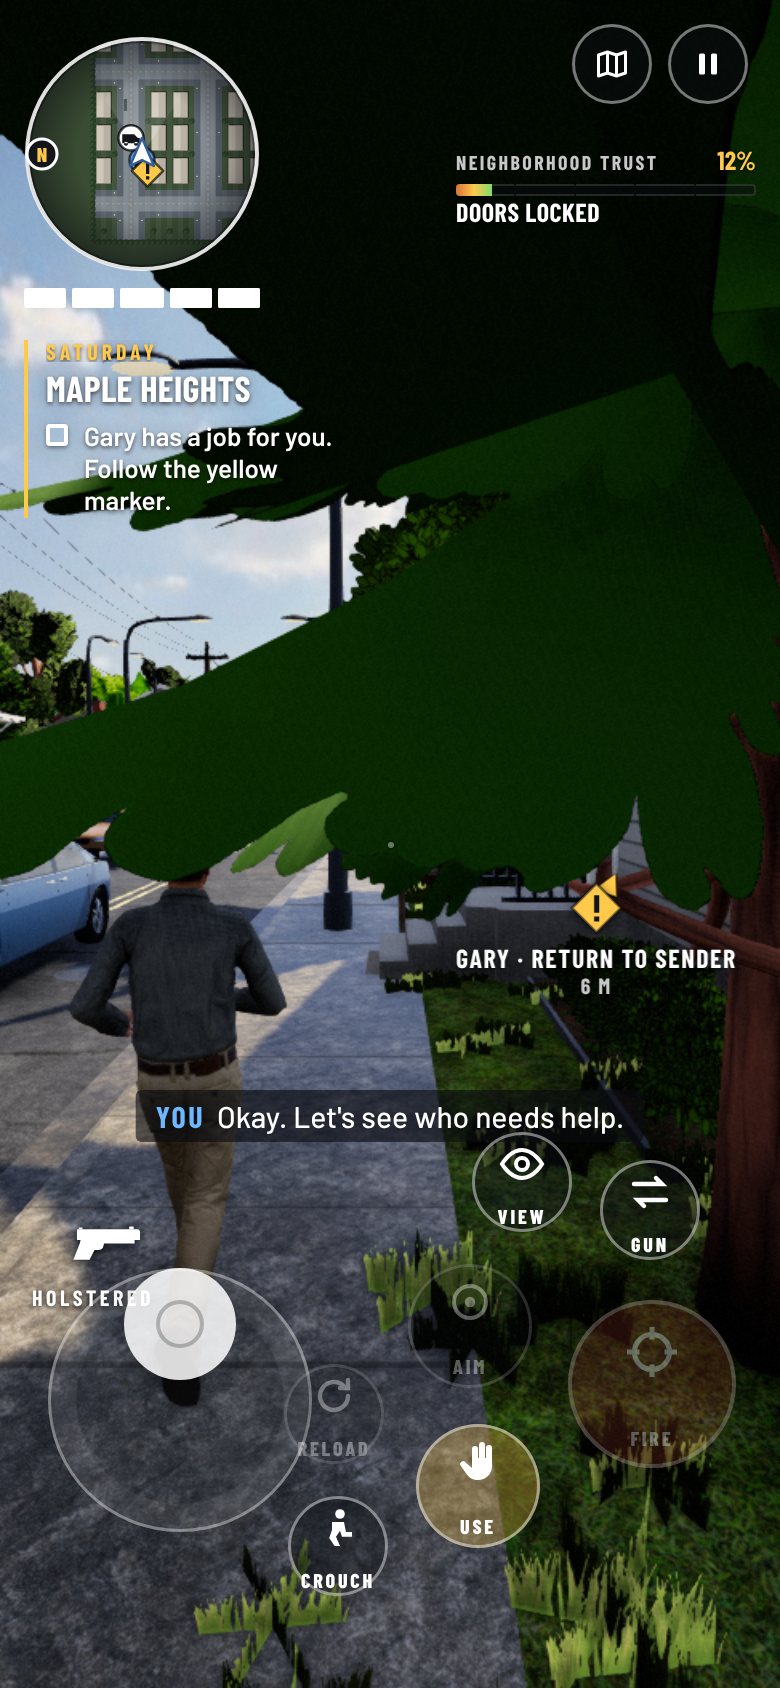 N
NEIGHBORHOOD TRUST 12%
DOORS LOCKED
SATURDAY
MAPLE HEIGHTS
Gary has a job for you.
Follow the yellow
marker.
!
GARY · RETURN TO SENDER
6 M
YOU Okay. Let's see who needs help.
VIEW
GUN
HOLSTERED
AIM
RELOAD
FIRE
USE
CROUCH